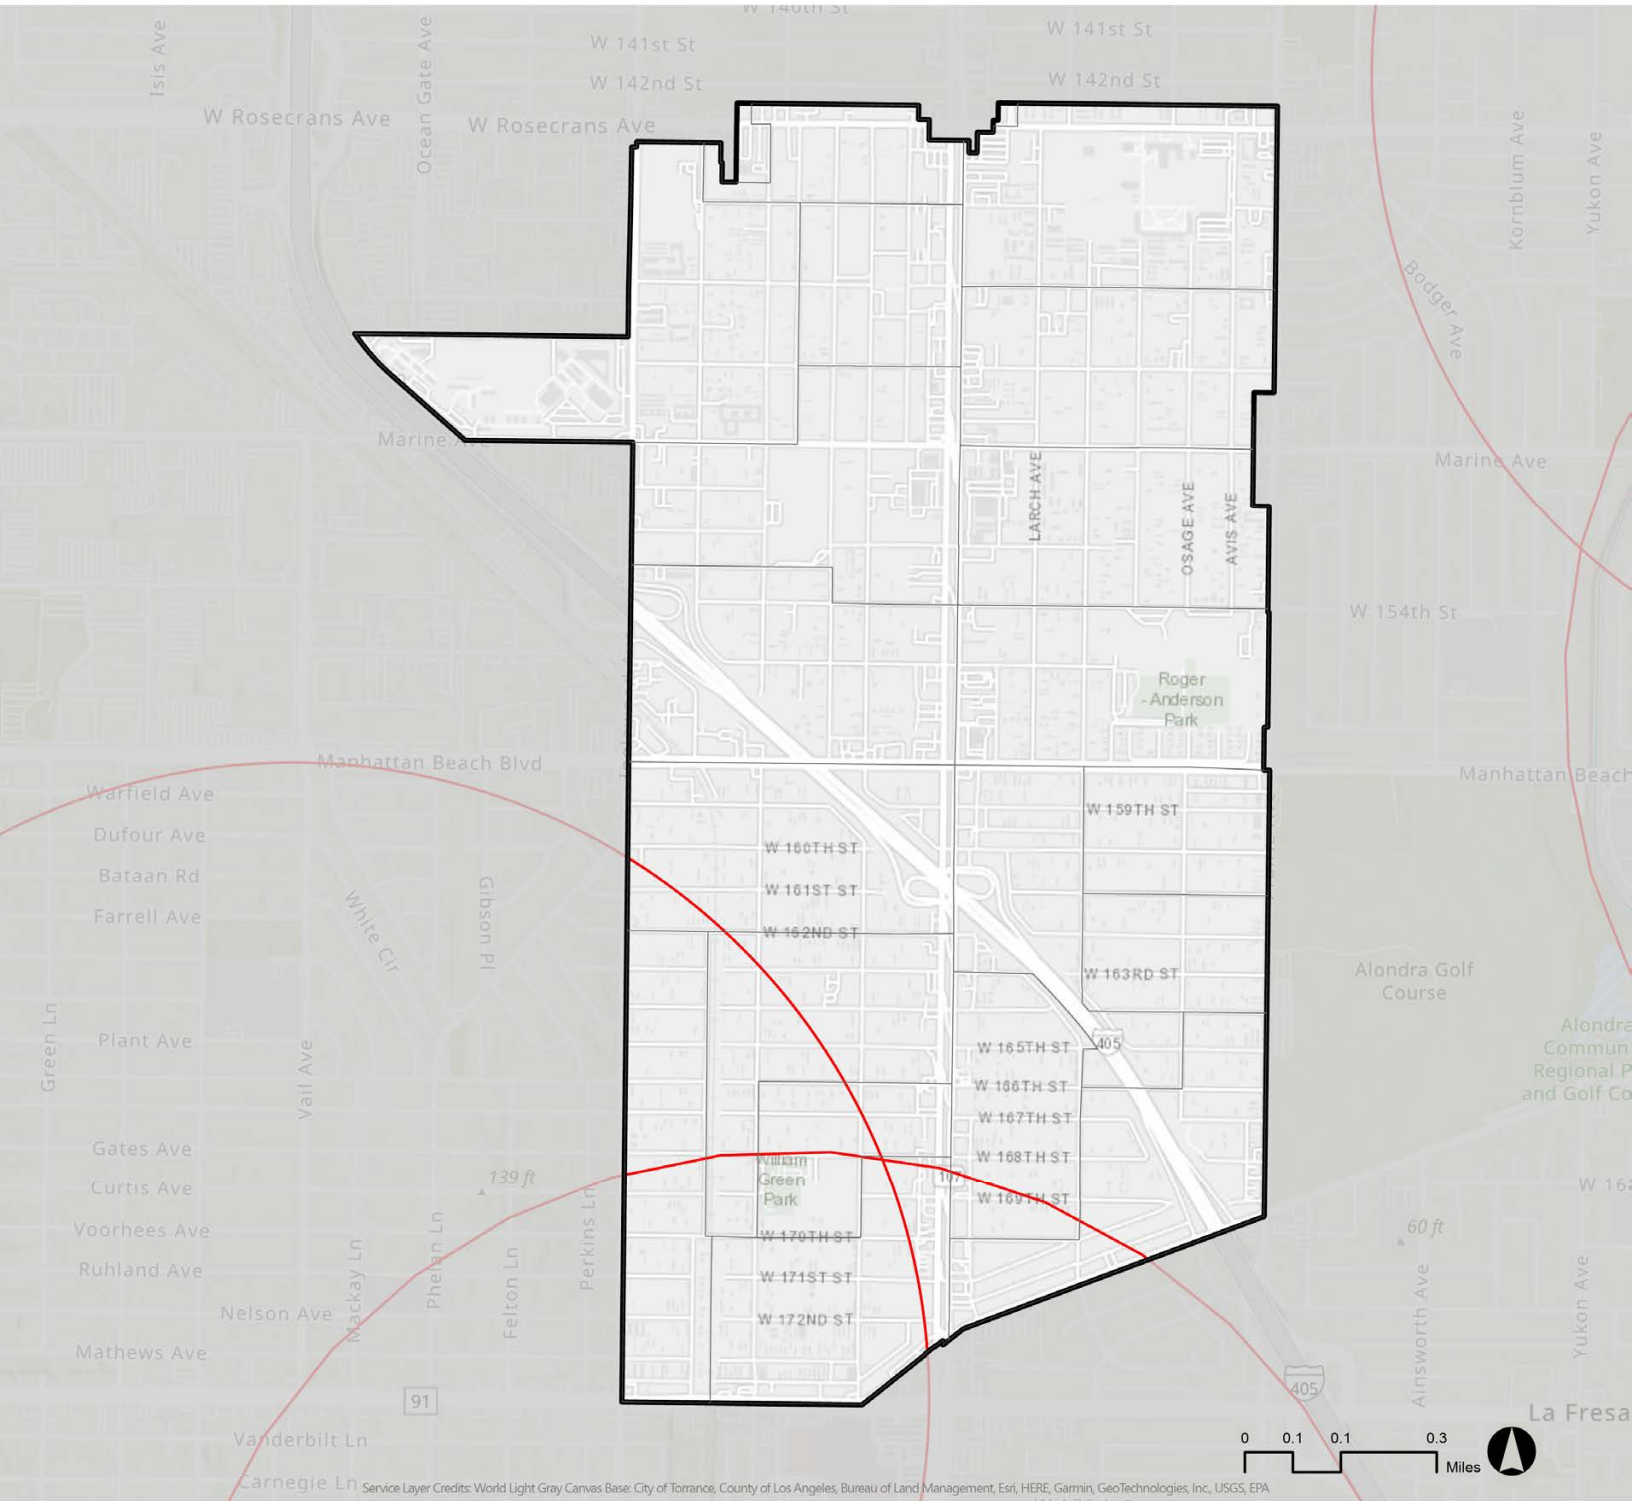 W 140th St
W 141st St
W 141st St
W 142nd St
W 142nd St
Isis Ave
Ocean Gate Ave
W Rosecrans Ave
W Rosecrans Ave
Kornblum Ave
Yukon Ave
Bodger Ave
Marine
Marine Ave
LARCH AVE
OSAGE AVE
AVIS AVE
W 154th St
Roger
-Anderson
Park
Manhattan Beach Blvd
Manhattan Beach
Warfield Ave
Dufour Ave
Bataan Rd
Farrell Ave
White Cir
Gibson Pl
W 159TH ST
W 160TH ST
W 161ST ST
W 162ND ST
W 163RD ST
Alondra Golf
Course
Green Ln
Plant Ave
Vail Ave
W 165TH ST
405
W 166TH ST
W 167TH ST
W 168TH ST
W 169TH ST
Alondra
Commun
Regional P
and Golf Co
Gates Ave
Curtis Ave
139 ft
William
Green
Park
107
W 16
Voorhees Ave
Ruhland Ave
Nelson Ave
Mathews Ave
Mackay Ln
Phelan Ln
Felton Ln
Perkins Ln
W 170TH ST
W 171ST ST
W 172ND ST
60 ft
Ainsworth Ave
Yukon Ave
91
405
La Fresa
Vanderbilt Ln
Carnegie Ln
0 0.1 0.1 0.3
Miles
Service Layer Credits: World Light Gray Canvas Base: City of Torrance, County of Los Angeles, Bureau of Land Management, Esri, HERE, Garmin, GeoTechnologies, Inc., USGS, EPA